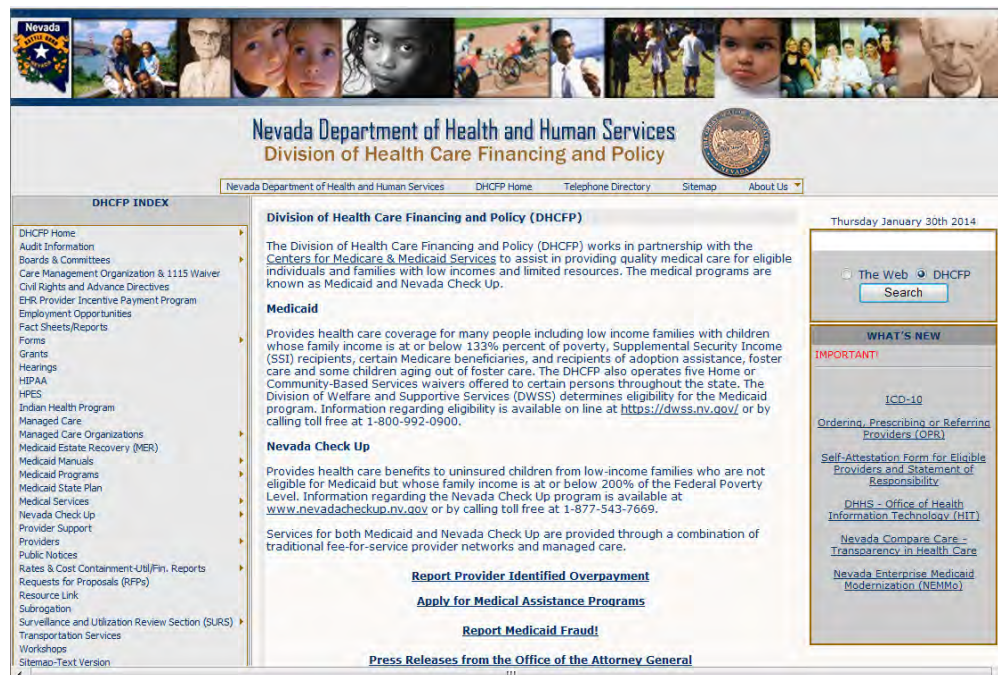 Nevada
BATTLE BORN
Nevada Department of Health and Human Services
Division of Health Care Financing and Policy
NEVADA
Nevada Department of Health and Human Services DHCFP Home Telephone Directory Sitemap About Us
DHCFP INDEX
DHCFP Home
Audit Information
Boards & Committees
Care Management Organization & 1115 Waiver
Civil Rights and Advance Directives
EHR Provider Incentive Payment Program
Employment Opportunities
Fact Sheets/Reports
Forms
Grants
Hearings
HIPAA
HPES
Indian Health Program
Managed Care
Managed Care Organizations
Medicaid Estate Recovery (MER)
Medicaid Manuals
Medicaid Programs
Medicaid State Plan
Medical Services
Nevada Check Up
Provider Support
Providers
Public Notices
Rates & Cost Containment-Util/Fin. Reports
Requests for Proposals (RFPs)
Resource Link
Subrogation
Surveillance and Utilization Review Section (SURS)
Transportation Services
Workshops
Sitemap-Text Version
Division of Health Care Financing and Policy (DHCFP)
The Division of Health Care Financing and Policy (DHCFP) works in partnership with the
Centers for Medicare & Medicaid Services to assist in providing quality medical care for eligible
individuals and families with low incomes and limited resources. The medical programs are
known as Medicaid and Nevada Check Up.
Medicaid
Provides health care coverage for many people including low income families with children
whose family income is at or below 133% percent of poverty, Supplemental Security Income
(SSI) recipients, certain Medicare beneficiaries, and recipients of adoption assistance, foster
care and some children aging out of foster care. The DHCFP also operates five Home or
Community-Based Services waivers offered to certain persons throughout the state. The
Division of Welfare and Supportive Services (DWSS) determines eligibility for the Medicaid
program. Information regarding eligibility is available on line at https://dwss.nv.gov/ or by
calling toll free at 1-800-992-0900.
Nevada Check Up
Provides health care benefits to uninsured children from low-income families who are not
eligible for Medicaid but whose family income is at or below 200% of the Federal Poverty
Level. Information regarding the Nevada Check Up program is available at
www.nevadacheckup.nv.gov or by calling toll free at 1-877-543-7669.
Services for both Medicaid and Nevada Check Up are provided through a combination of
traditional fee-for-service provider networks and managed care.
Report Provider Identified Overpayment
Apply for Medical Assistance Programs
Report Medicaid Fraud!
Press Releases from the Office of the Attorney General
Thursday January 30th 2014
The Web DHCFP
Search
WHAT'S NEW
IMPORTANT!
ICD-10
Ordering, Prescribing or Referring
Providers (OPR)
Self-Attestation Form for Eligible
Providers and Statement of
Responsibility
DHHS - Office of Health
Information Technology (HIT)
Nevada Compare Care -
Transparency in Health Care
Nevada Enterprise Medicaid
Modernization (NEMMo)